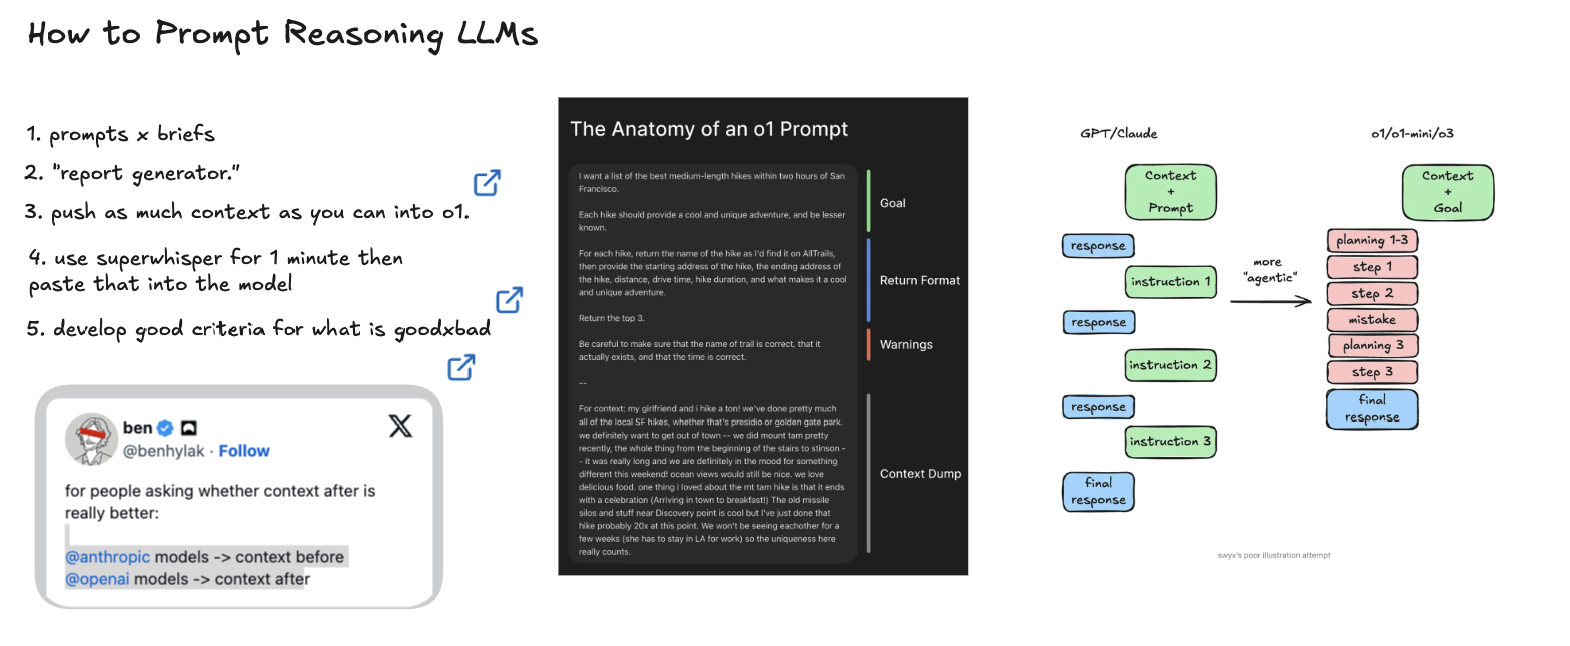 How to Prompt Reasoning LLMs
1. prompts x briefs
2. "report generator."
3. push as much context as you can into o1.
4. use superwhisper for 1 minute then
paste that into the model
5. develop good criteria for what is goodxbad
ben
@benhylak · Follow
for people asking whether context after is
really better:
@anthropic models -> context before
@openai models -> context after
The Anatomy of an o1 Prompt
I want a list of the best medium-length hikes within two hours of San
Francisco.
Each hike should provide a cool and unique adventure, and be lesser
known.
Goal
For each hike, return the name of the hike as I'd find it on AllTrails,
then provide the starting address of the hike, the ending address of
the hike, distance, drive time, hike duration, and what makes it a cool
and unique adventure.
Return the top 3.
Return Format
Be careful to make sure that the name of trail is correct, that it
actually exists, and that the time is correct.
Warnings
--
For context: my girlfriend and i hike a ton! we've done pretty much
all of the local SF hikes, whether that's presidio or golden gate park.
we definitely want to get out of town -- we did mount tam pretty
recently, the whole thing from the beginning of the stairs to stinson -
- it was really long and we are definitely in the mood for something
different this weekend! ocean views would still be nice. we love
delicious food. one thing i loved about the mt tam hike is that it ends
with a celebration (Arriving in town to breakfast!) The old missile
silos and stuff near Discovery point is cool but I've just done that
hike probably 20x at this point. We won't be seeing eachother for a
few weeks (she has to stay in LA for work) so the uniqueness here
really counts.
Context Dump
GPT/Claude
Context
+
Prompt
response
instruction 1
response
instruction 2
response
instruction 3
final
response
more
"agentic"
o1/o1-mini/o3
Context
+
Goal
planning 1-3
step 1
step 2
mistake
planning 3
step 3
final
response
swyx's poor illustration attempt